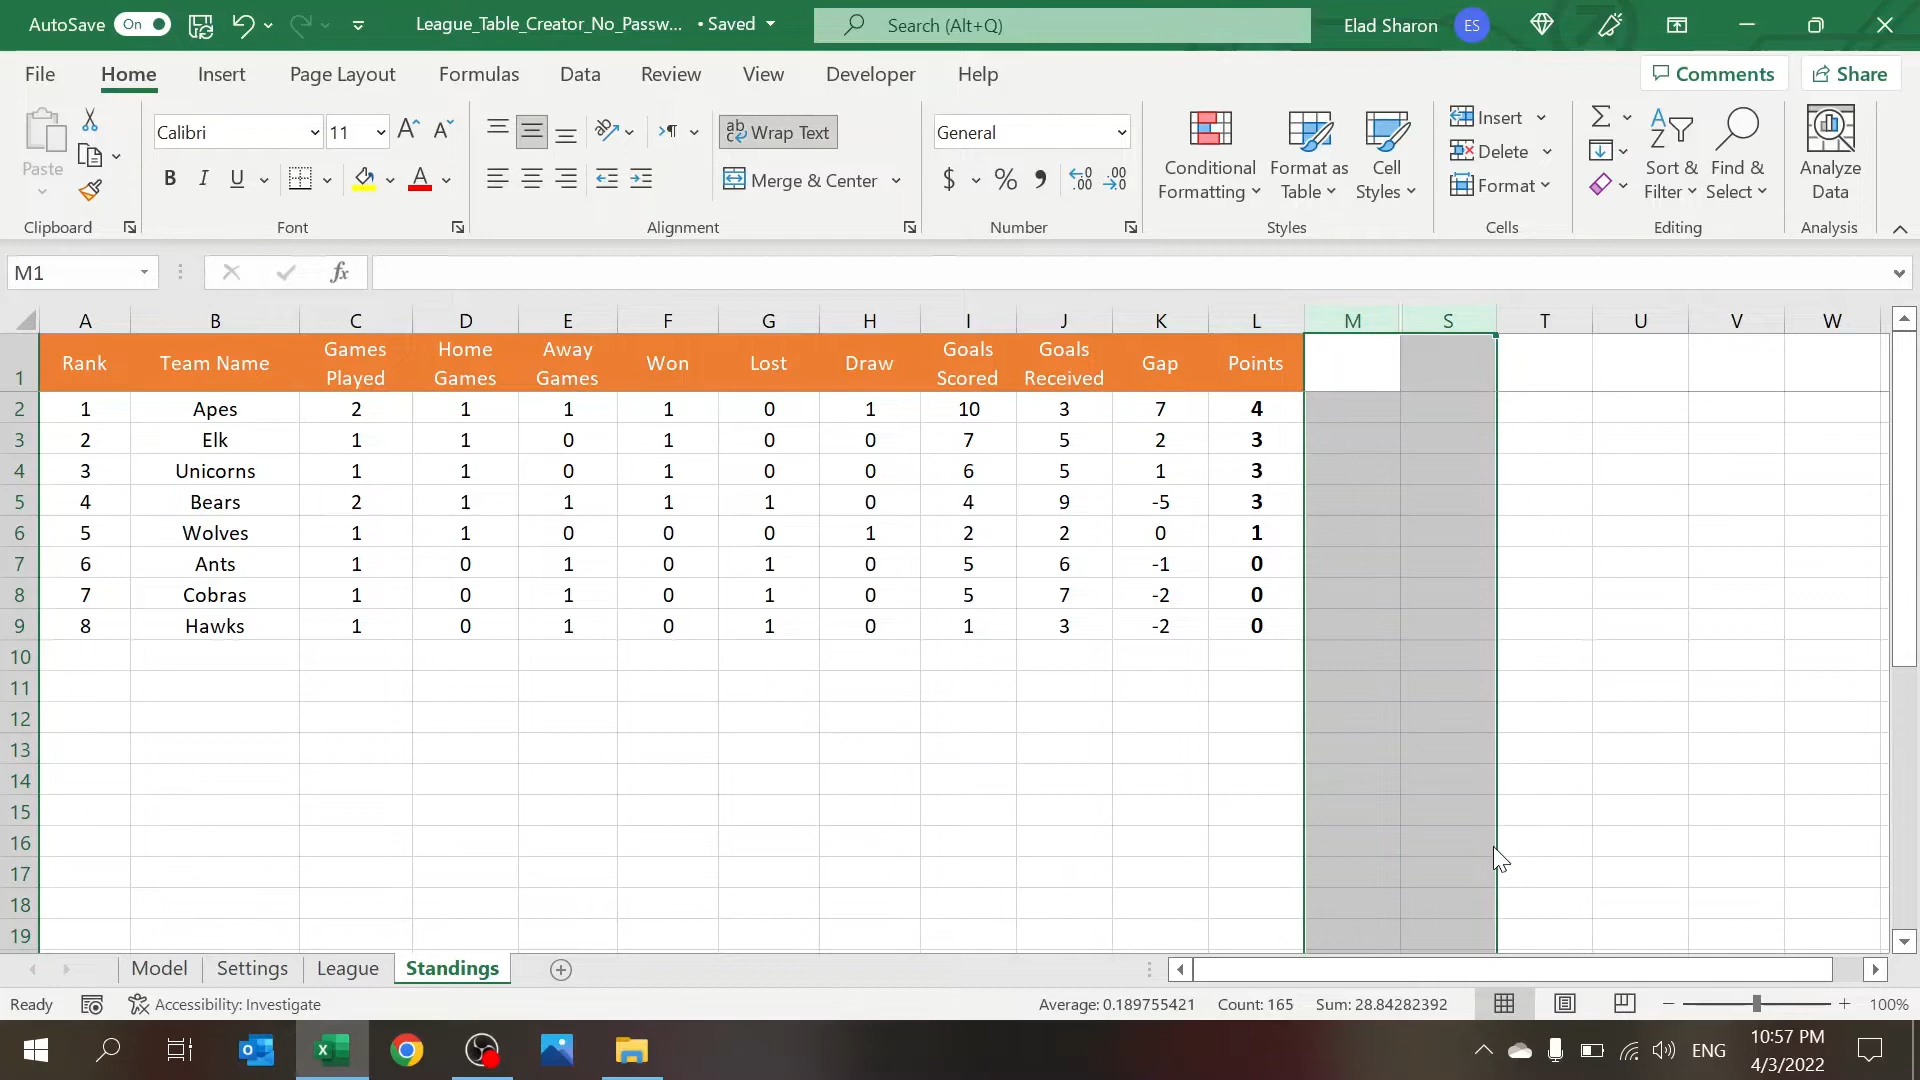 AutoSave On League_Table_Creator_No_Passw... • Saved Search (Alt+Q) Elad Sharon ES
File Home Insert Page Layout Formulas Data Review View Developer Help Comments Share
Paste
Calibri 11
B I U
A
ab Wrap Text
Merge & Center
General
$ % ,
Conditional Formatting
Format as Table
Cell Styles
Insert
Delete
Format
Sort & Filter
Find & Select
Analyze Data
Clipboard Font Alignment Number Styles Cells Editing Analysis
M1 fx
A B C D E F G H I J K L M S T U V W
1 Rank Team Name Games Played Home Games Away Games Won Lost Draw Goals Scored Goals Received Gap Points
2 1 Apes 2 1 1 1 0 1 10 3 7 4
3 2 Elk 1 1 0 1 0 0 7 5 2 3
4 3 Unicorns 1 1 0 1 0 0 6 5 1 3
5 4 Bears 2 1 1 1 1 0 4 9 -5 3
6 5 Wolves 1 1 0 0 0 1 2 2 0 1
7 6 Ants 1 0 1 0 1 0 5 6 -1 0
8 7 Cobras 1 0 1 0 1 0 5 7 -2 0
9 8 Hawks 1 0 1 0 1 0 1 3 -2 0
10
11
12
13
14
15
16
17
18
19
Model Settings League Standings
Ready Accessibility: Investigate Average: 0.189755421 Count: 165 Sum: 28.84282392 100%
ENG 10:57 PM
4/3/2022